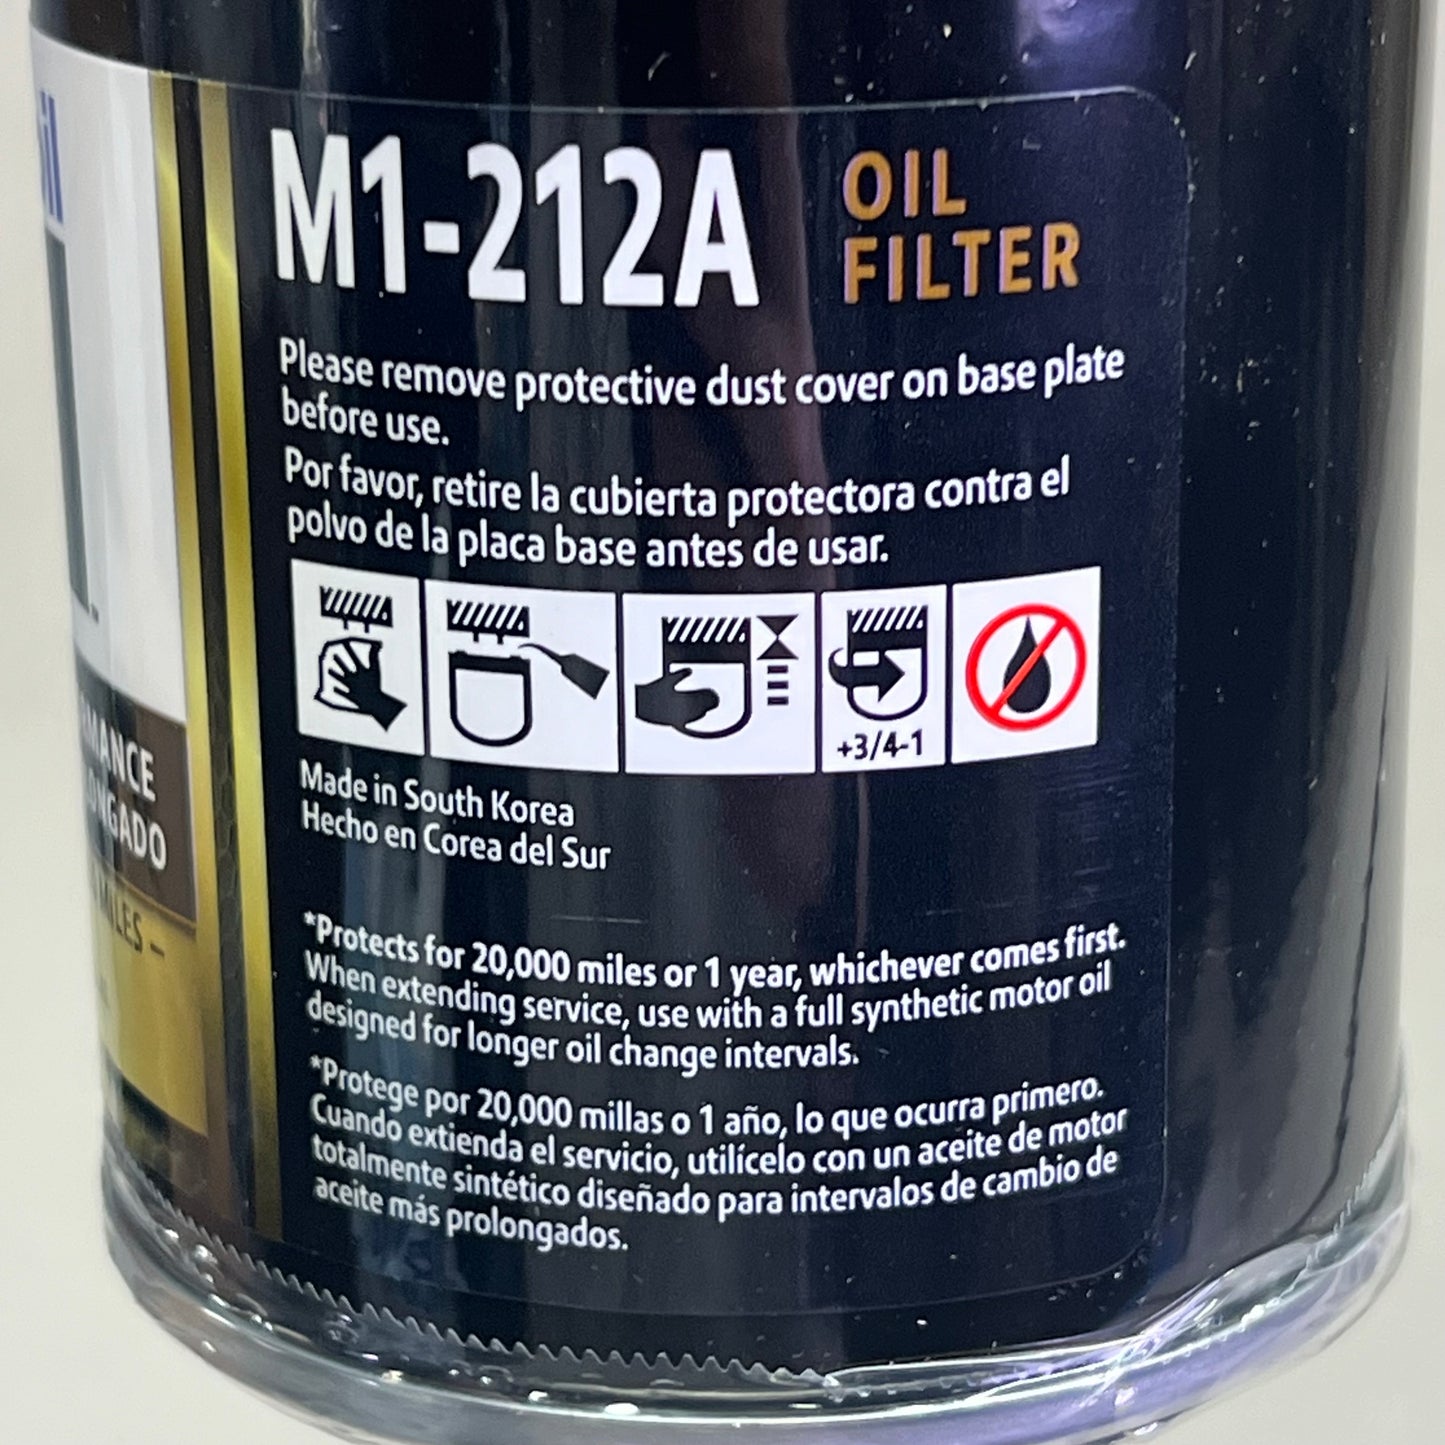 M1-212A OIL
FILTER
Please remove protective dust cover on base plate
before use.
Por favor, retire la cubierta protectora contra el
polvo de la placa base antes de usar.
+3/4-1
Made in South Korea
Hecho en Corea del Sur
*Protects for 20,000 miles or 1 year, whichever comes first.
When extending service, use with a full synthetic motor oil
designed for longer oil change intervals.
*Protege por 20,000 millas o 1 año, lo que ocurra primero.
Cuando extienda el servicio, utilícelo con un aceite de motor
totalmente sintético diseñado para intervalos de cambio de
aceite más prolongados.